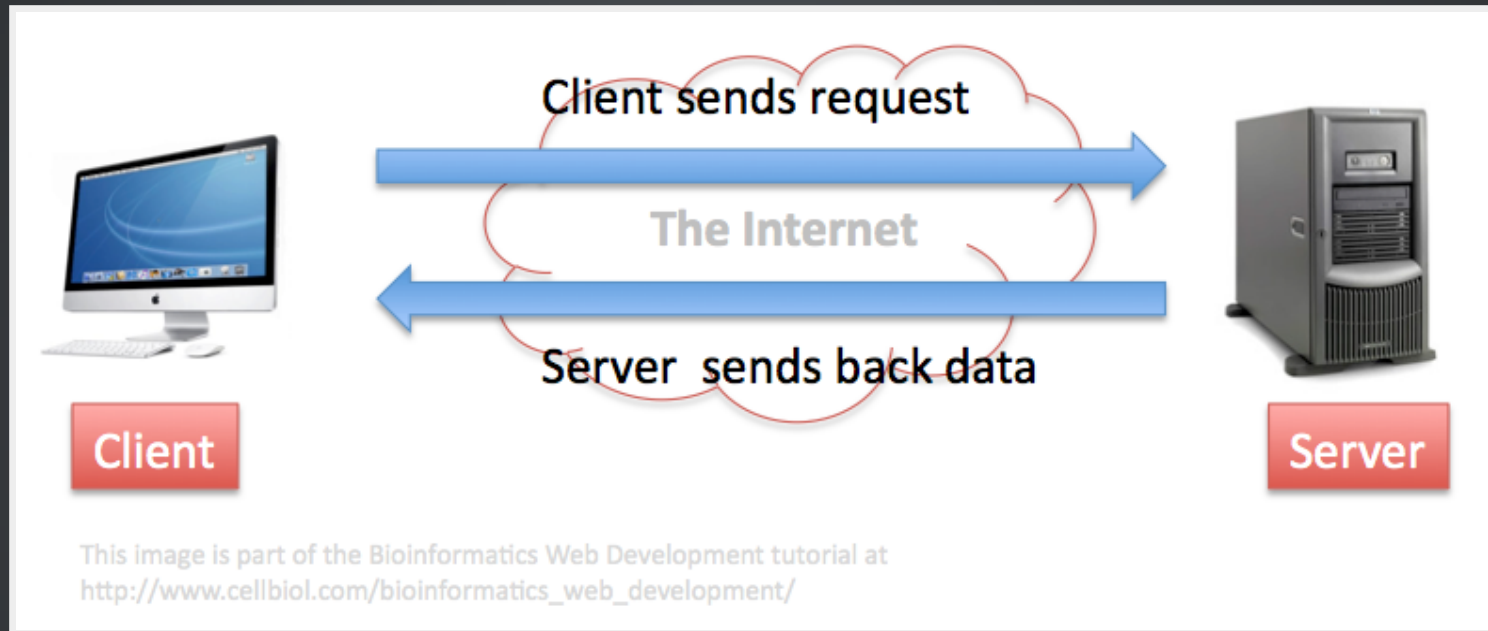 Client sends request
The Internet
Server sends back data
Client
Server
This image is part of the Bioinformatics Web Development tutorial at
http://www.cellbiol.com/bioinformatics_web_development/